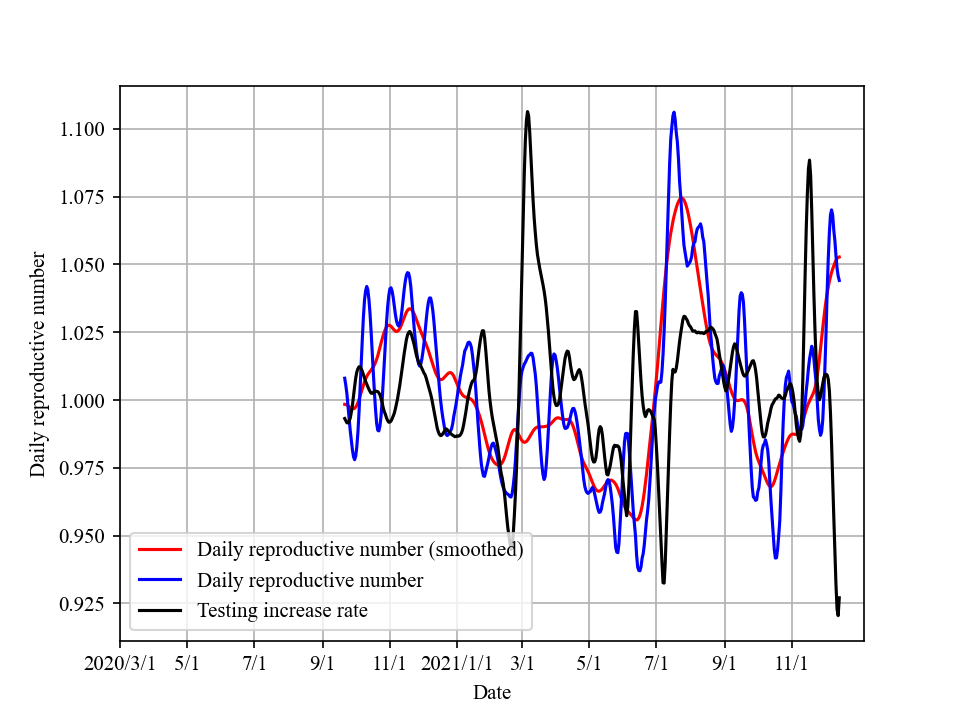 1.100
1.075
1.050
1.025
1.000
0.975
0.950
0.925
Daily reproductive number
Daily reproductive number (smoothed)
Daily reproductive number
Testing increase rate
2020/3/1 5/1 7/1 9/1 11/1 2021/1/1 3/1 5/1 7/1 9/1 11/1
Date